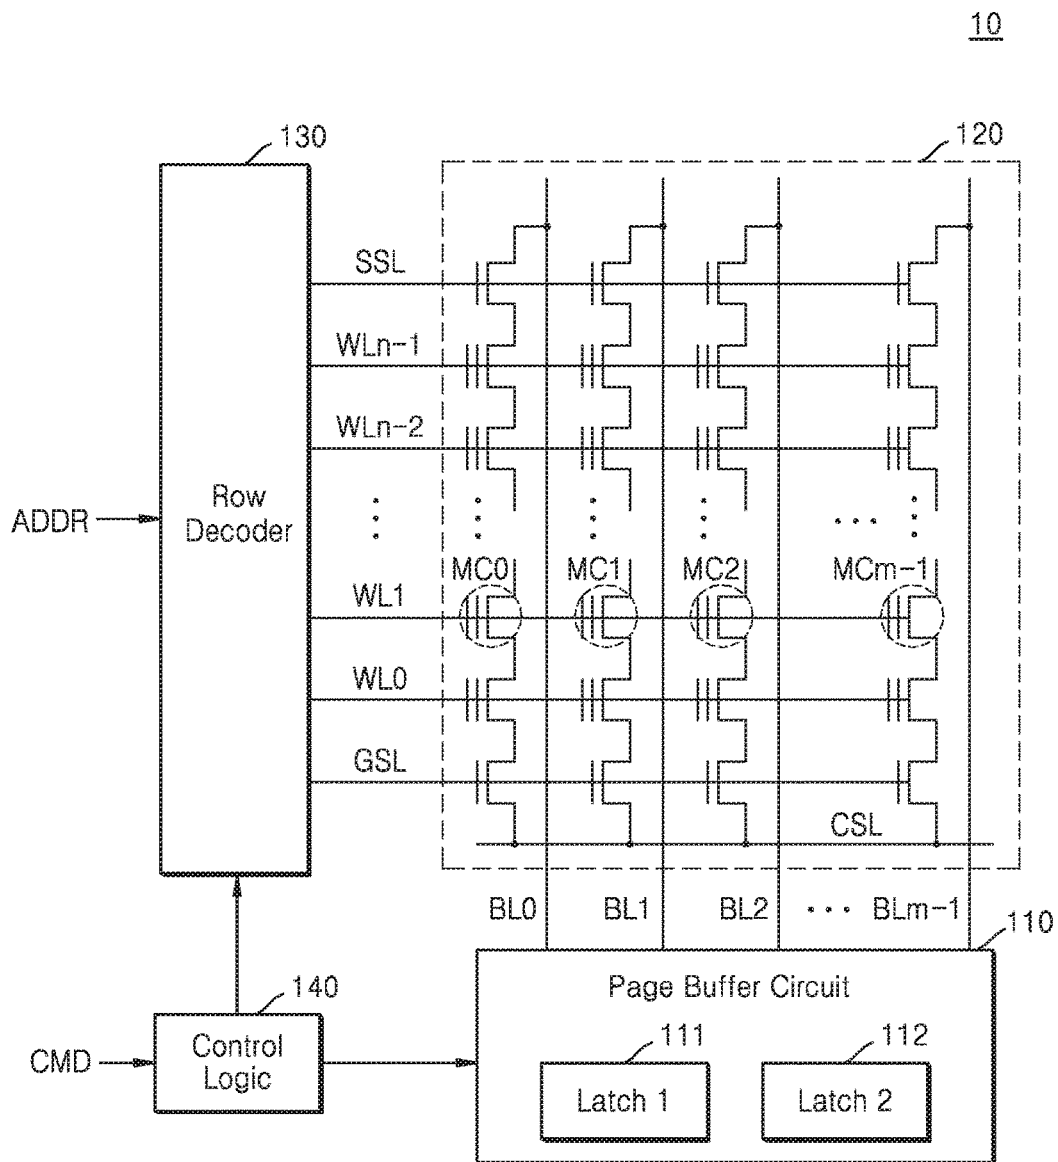 10
130
120
SSL
WLn-1
WLn-2
Row
Decoder
ADDR
MC0 MC1 MC2 MCm-1
WL1
WL0
GSL
CSL
BL0 BL1 BL2 ••• BLm-1
110
Page Buffer Circuit
140
Control
Logic
CMD
111
112
Latch 1
Latch 2